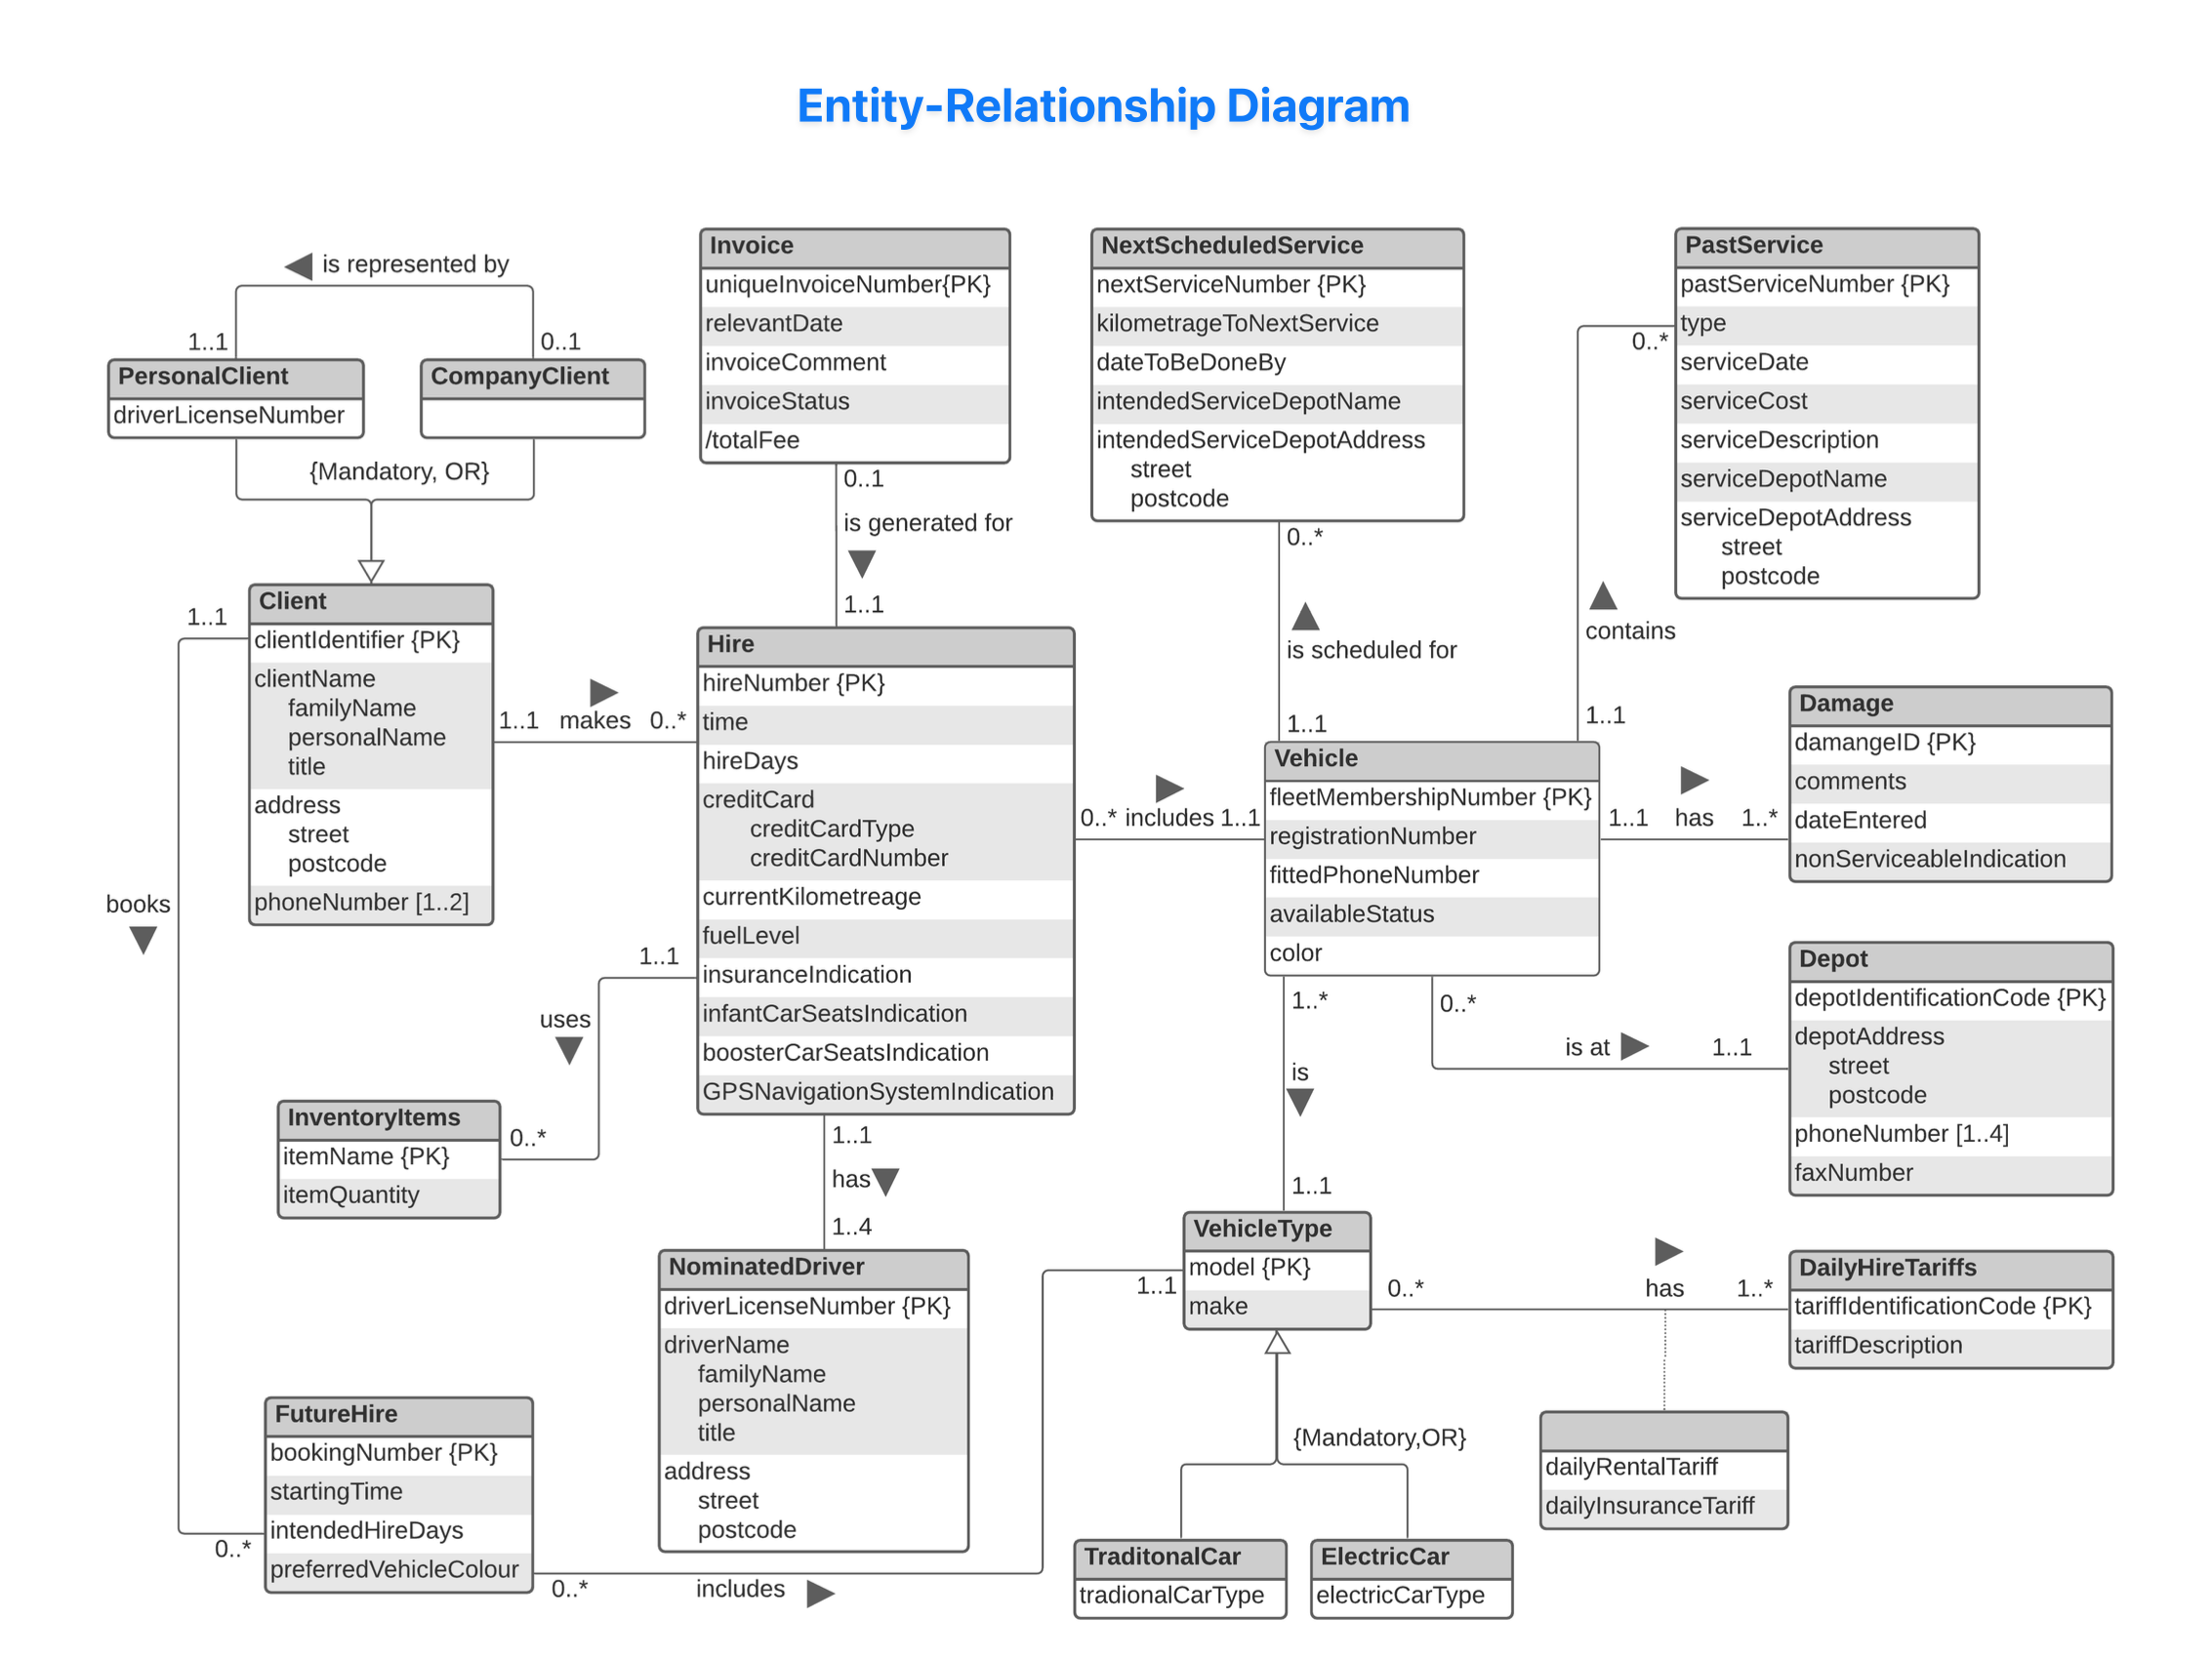 Entity-Relationship Diagram
is represented by
1..1
0..1
PersonalClient
driverLicenseNumber
CompanyClient
{Mandatory, OR}
Invoice
uniqueInvoiceNumber{PK}
relevantDate
invoiceComment
invoiceStatus
/totalFee
0..1
is generated for
1..1
NextScheduledService
nextServiceNumber {PK}
kilometrageToNextService
dateToBeDoneBy
intendedServiceDepotName
intendedServiceDepotAddress
street
postcode
0..*
is scheduled for
1..1
PastService
pastServiceNumber {PK}
type
serviceDate
serviceCost
serviceDescription
serviceDepotName
serviceDepotAddress
street
postcode
0..*
contains
1..1
Client
clientIdentifier {PK}
clientName
familyName
personalName
title
address
street
postcode
phoneNumber [1..2]
1..1
books
0..*
1..1 makes 0..*
Hire
hireNumber {PK}
time
hireDays
creditCard
creditCardType
creditCardNumber
currentKilometreage
fuelLevel
insuranceIndication
infantCarSeatsIndication
boosterCarSeatsIndication
GPSNavigationSystemIndication
0..* includes 1..1
Vehicle
fleetMembershipNumber {PK}
registrationNumber
fittedPhoneNumber
availableStatus
color
1..1 has 1..*
Damage
damangeID {PK}
comments
dateEntered
nonServiceableIndication
0..*
is at
1..1
Depot
depotIdentificationCode {PK}
depotAddress
street
postcode
phoneNumber [1..4]
faxNumber
1..1
uses
0..*
InventoryItems
itemName {PK}
itemQuantity
1..1
has
1..4
NominatedDriver
driverLicenseNumber {PK}
driverName
familyName
personalName
title
address
street
postcode
1..*
is
1..1
VehicleType
model {PK}
make
0..* has 1..*
DailyHireTariffs
tariffIdentificationCode {PK}
tariffDescription
dailyRentalTariff
dailyInsuranceTariff
{Mandatory,OR}
TraditonalCar
tradionalCarType
ElectricCar
electricCarType
FutureHire
bookingNumber {PK}
startingTime
intendedHireDays
preferredVehicleColour
0..* includes
1..1